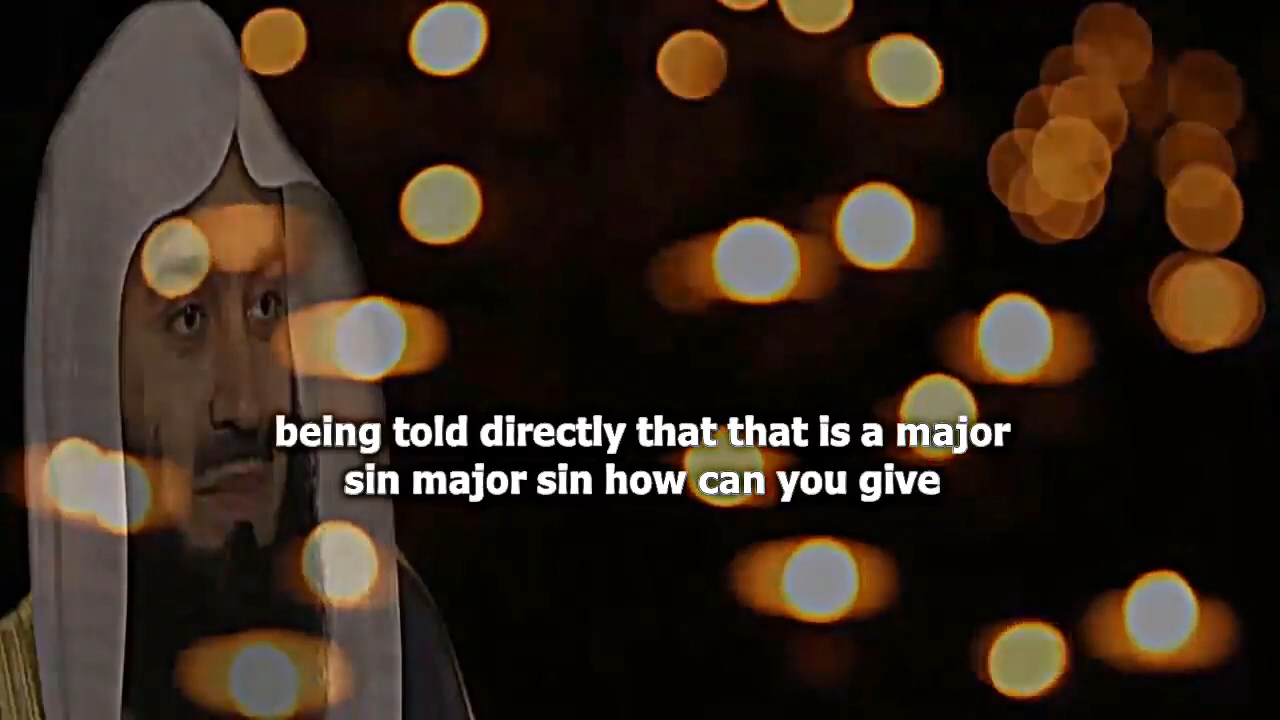 being told directly that that is a major
sin major sin how can you give